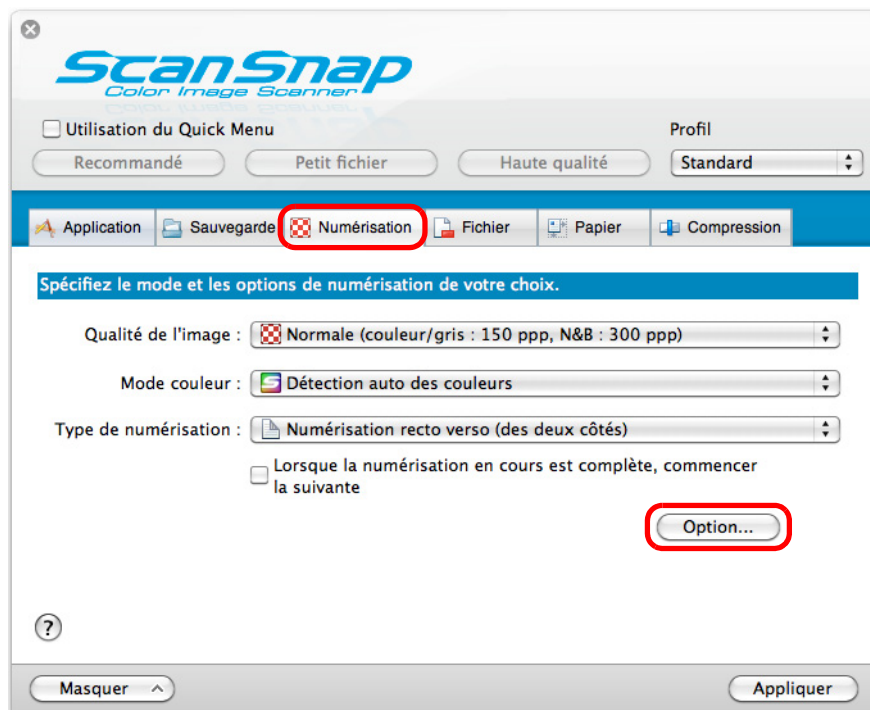 ScanSnap
Color Image Scanner
Utilisation du Quick Menu
Profil
Recommandé
Petit fichier
Haute qualité
Standard
Application
Sauvegarde
Numérisation
Fichier
Papier
Compression
Spécifiez le mode et les options de numérisation de votre choix.
Qualité de l'image : Normale (couleur/gris : 150 ppp, N&B : 300 ppp)
Mode couleur : Détection auto des couleurs
Type de numérisation : Numérisation recto verso (des deux côtés)
Lorsque la numérisation en cours est complète, commencer
la suivante
Option...
?
Masquer
Appliquer